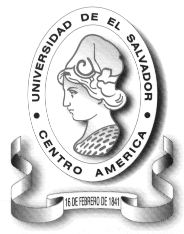 UNIVERSIDAD DE EL SALVADOR
CENTRO AMERICA
16 DE FEBRERO DE 1841